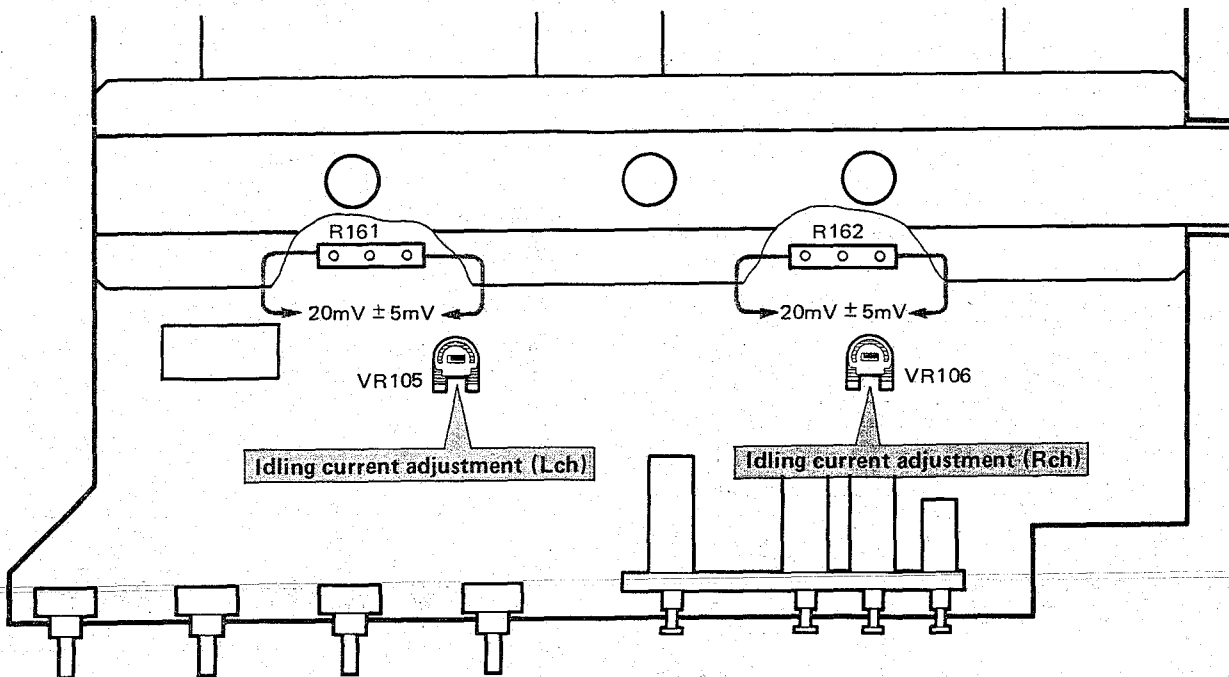 R161
R162
20mV ± 5mV
20mV ± 5mV
VR105
VR106
Idling current adjustment (Lch)
Idling current adjustment (Rch)